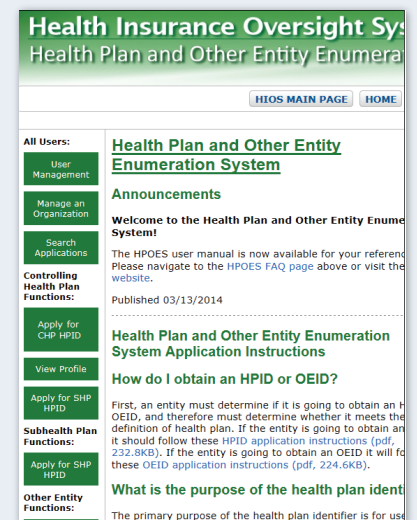 Health Insurance Oversight Sys
Health Plan and Other Entity Enumera
HIOS MAIN PAGE
HOME
All Users:
User
Management
Manage an
Organization
Search
Applications
Controlling
Health Plan
Functions:
Apply for
CHP HPID
View Profile
Apply for SHP
HPID
Subhealth Plan
Functions:
Apply for SHP
HPID
Other Entity
Functions:
Health Plan and Other Entity
Enumeration System
Announcements
Welcome to the Health Plan and Other Entity Enume
System!
The HPOES user manual is now available for your referenc
Please navigate to the HPOES FAQ page above or visit the
website.
Published 03/13/2014
Health Plan and Other Entity Enumeration
System Application Instructions
How do I obtain an HPID or OEID?
First, an entity must determine if it is going to obtain an H
OEID, and therefore must determine whether it meets the
definition of health plan. If the entity is going to obtain an
it should follow these HPID application instructions (pdf,
232.8KB). If the entity is going to obtain an OEID it will fo
these OEID application instructions (pdf, 224.6KB).
What is the purpose of the health plan identi
The primary purpose of the health plan identifier is for use